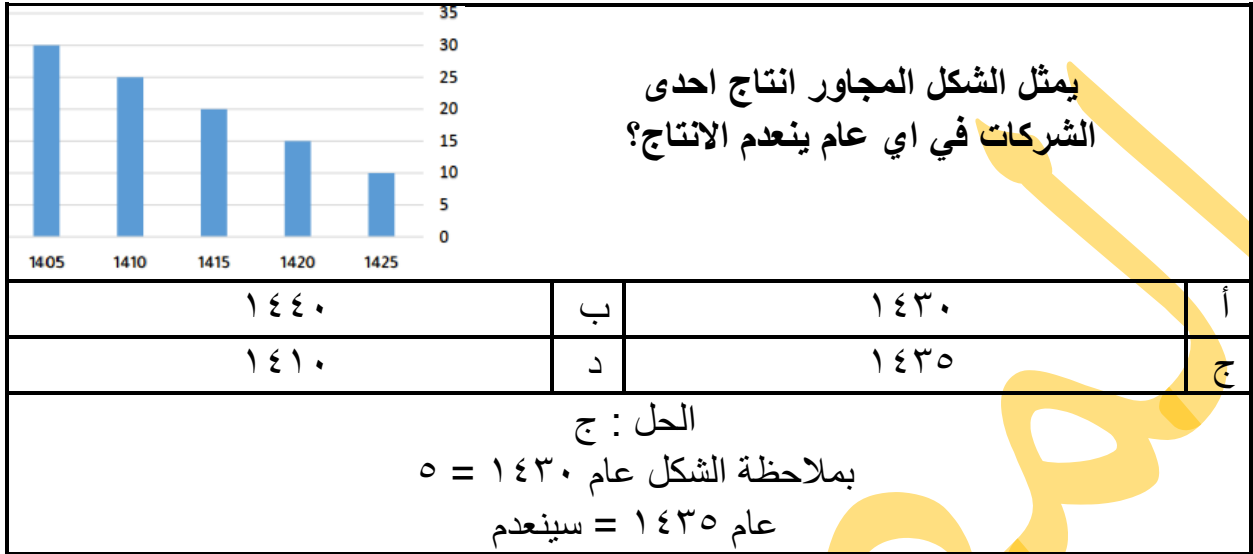 يمثل الشكل المجاور انتاج احدى
الشركات في اي عام ينعدم الانتاج؟
35
30
25
20
15
10
5
0
1405 1410 1415 1420 1425
أ ١٤٣٠ ب ١٤٤٠
ج ١٤٣٥ د ١٤١٠
الحل : ج
بملاحظة الشكل عام ١٤٣٠ = ٥
عام ١٤٣٥ = سينعدم